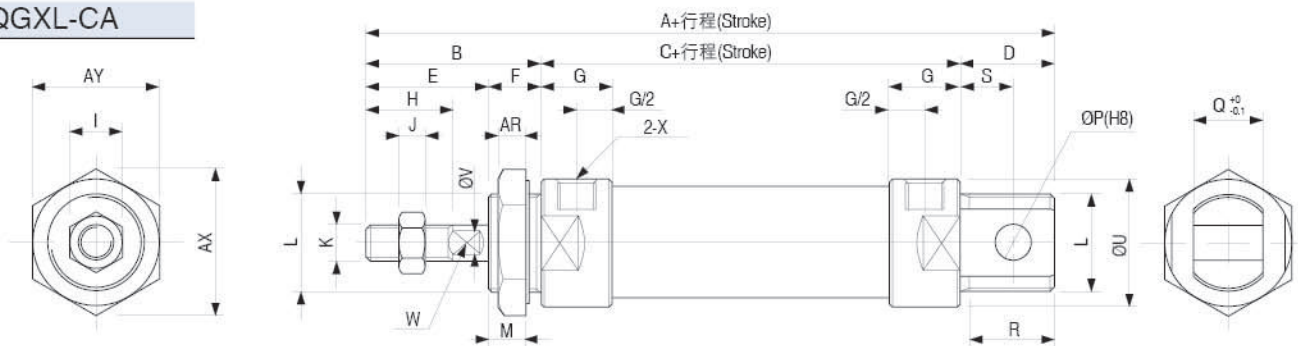 QGXL-CA
A+行程(Stroke)
B C+行程(Stroke) D
AY E F G G S
I H G/2 G/2 Q +0 -0.1
J AR 2-X ØP(H8)
ØV
AX L K L ØU
W M R